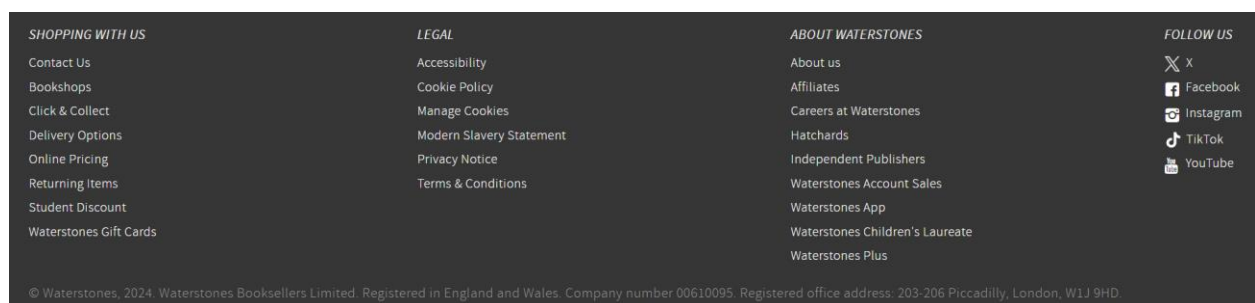 SHOPPING WITH US
Contact Us
Bookshops
Click & Collect
Delivery Options
Online Pricing
Returning Items
Student Discount
Waterstones Gift Cards
LEGAL
Accessibility
Cookie Policy
Manage Cookies
Modern Slavery Statement
Privacy Notice
Terms & Conditions
ABOUT WATERSTONES
About us
Affiliates
Careers at Waterstones
Hatchards
Independent Publishers
Waterstones Account Sales
Waterstones App
Waterstones Children's Laureate
Waterstones Plus
FOLLOW US
X
Facebook
Instagram
TikTok
YouTube
© Waterstones, 2024. Waterstones Booksellers Limited. Registered in England and Wales. Company number 00610095. Registered office address: 203-206 Piccadilly, London, W1J 9HD.